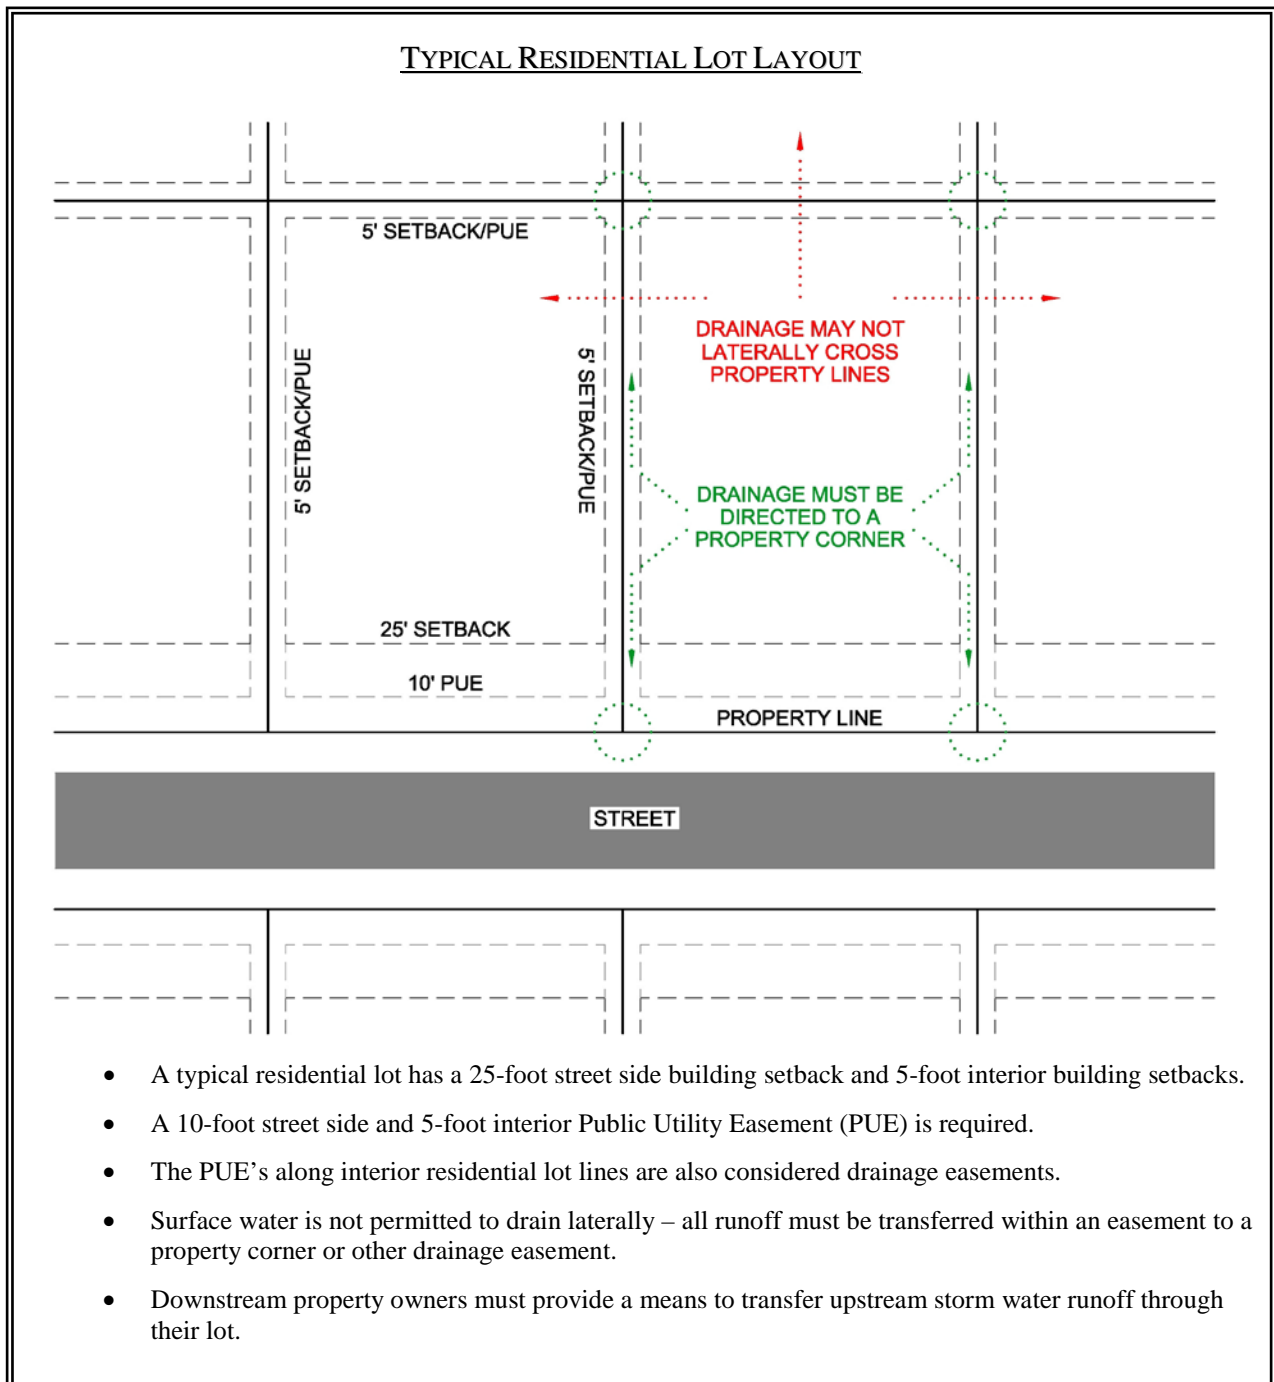 TYPICAL RESIDENTIAL LOT LAYOUT
5' SETBACK/PUE
5' SETBACK/PUE
5' SETBACK/PUE
DRAINAGE MAY NOT
LATERALLY CROSS
PROPERTY LINES
DRAINAGE MUST BE
DIRECTED TO A
PROPERTY CORNER
25' SETBACK
10' PUE
PROPERTY LINE
STREET
• A typical residential lot has a 25-foot street side building setback and 5-foot interior building setbacks.
• A 10-foot street side and 5-foot interior Public Utility Easement (PUE) is required.
• The PUE’s along interior residential lot lines are also considered drainage easements.
• Surface water is not permitted to drain laterally – all runoff must be transferred within an easement to a
property corner or other drainage easement.
• Downstream property owners must provide a means to transfer upstream storm water runoff through
their lot.